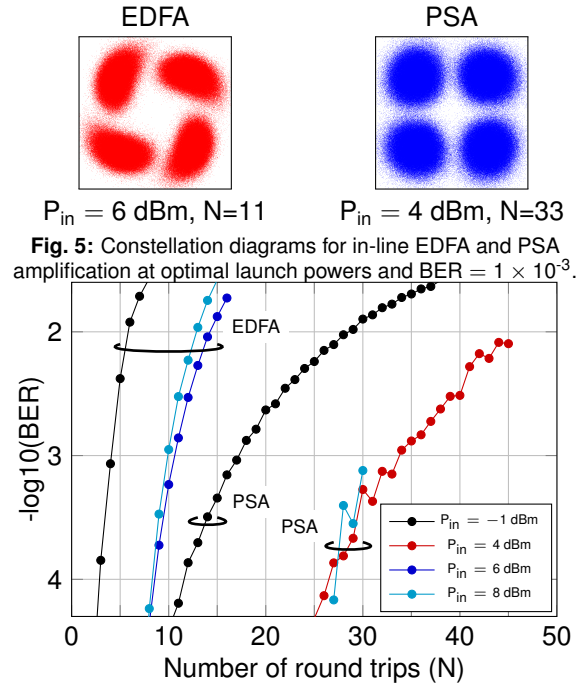 EDFA
PSA
P_in = 6 dBm, N=11
P_in = 4 dBm, N=33
Fig. 5: Constellation diagrams for in-line EDFA and PSA
amplification at optimal launch powers and BER = 1 × 10⁻³.
2
3
4
-log10(BER)
EDFA
PSA
PSA
P_in = −1 dBm
P_in = 4 dBm
P_in = 6 dBm
P_in = 8 dBm
0 10 20 30 40 50
Number of round trips (N)